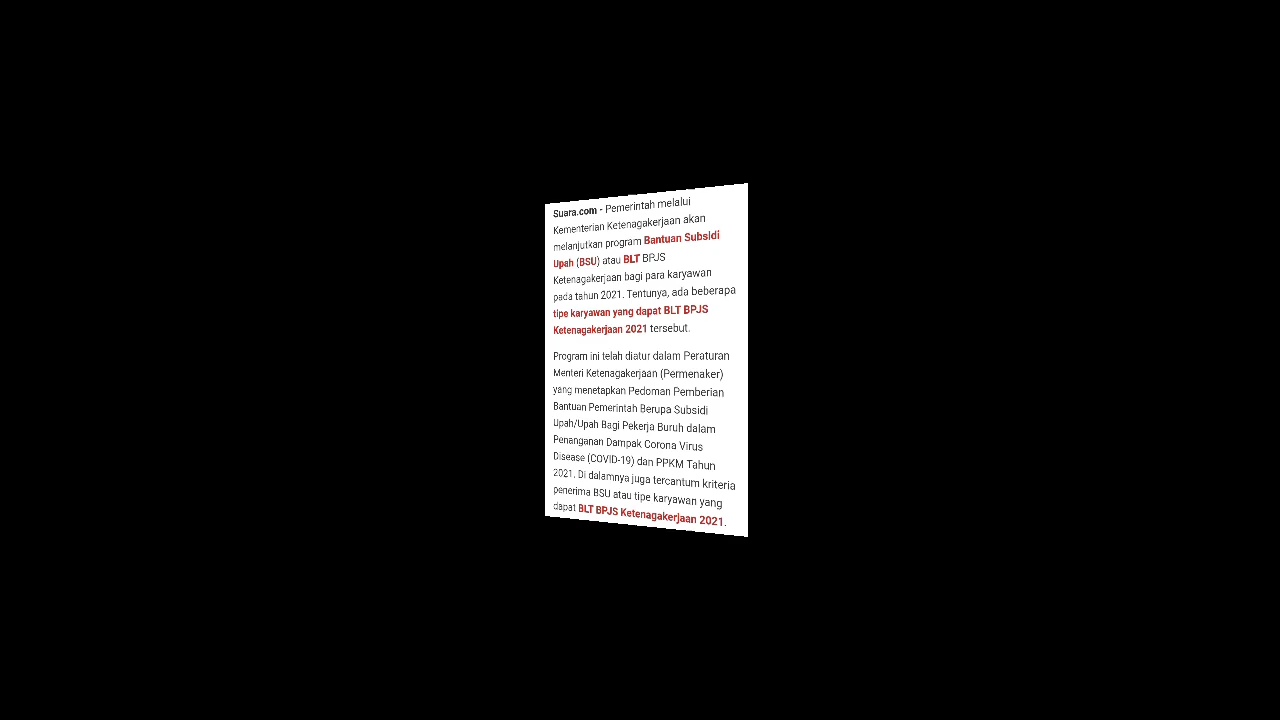 Suara.com - Pemerintah melalui
Kementerian Ketenagakerjaan akan
melanjutkan program Bantuan Subsidi
Upah (BSU) atau BLT BPJS
Ketenagakerjaan bagi para karyawan
pada tahun 2021. Tentunya, ada beberapa
tipe karyawan yang dapat BLT BPJS
Ketenagakerjaan 2021 tersebut.
Program ini telah diatur dalam Peraturan
Menteri Ketenagakerjaan (Permenaker)
yang menetapkan Pedoman Pemberian
Bantuan Pemerintah Berupa Subsidi
Upah/Upah Bagi Pekerja Buruh dalam
Penanganan Dampak Corona Virus
Disease (COVID-19) dan PPKM Tahun
2021. Di dalamnya juga tercantum kriteria
penerima BSU atau tipe karyawan yang
dapat BLT BPJS Ketenagakerjaan 2021.